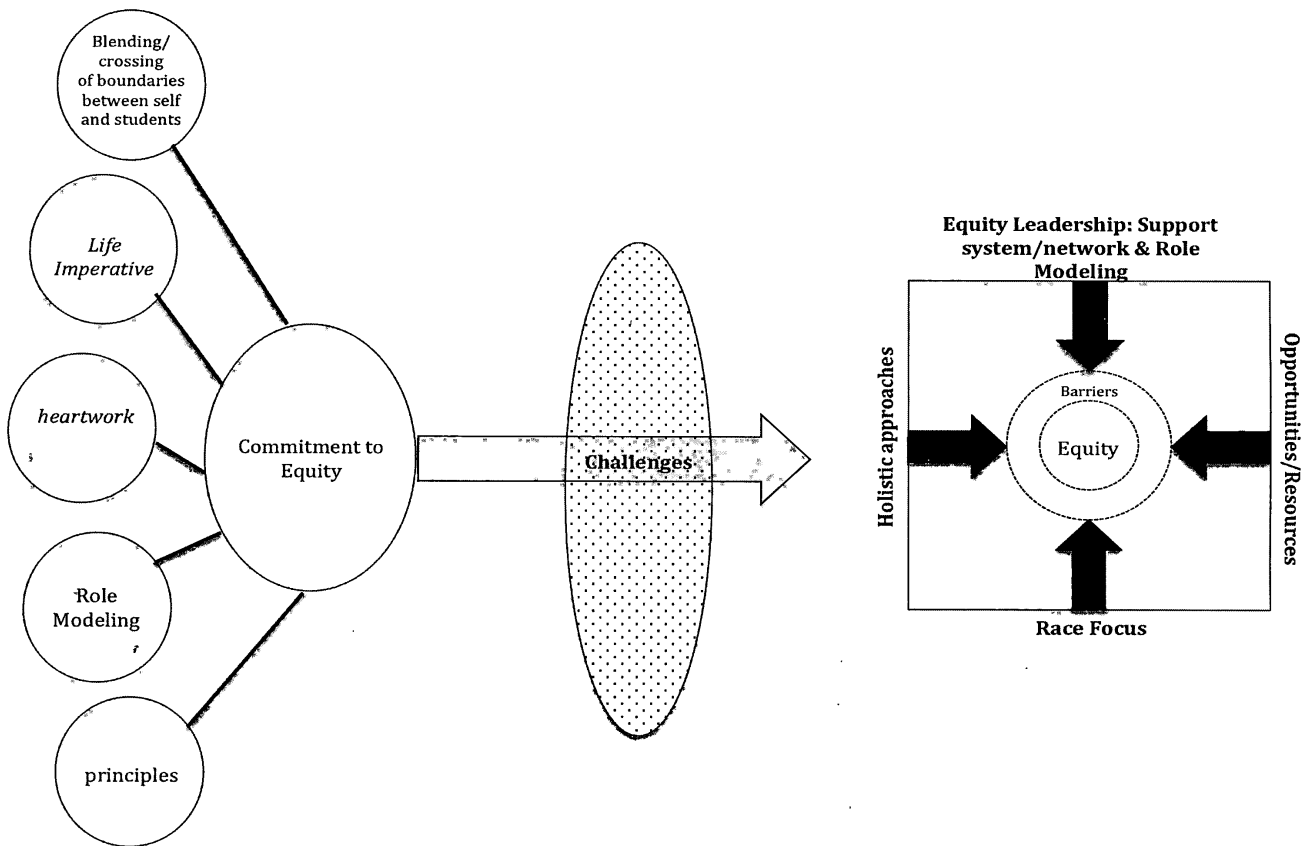 Blending/
crossing
of boundaries
between self
and students
Life
Imperative
heartwork
Role
Modeling
principles
Commitment to
Equity
Challenges
Equity Leadership: Support
system/network & Role
Modeling
Holistic approaches
Barriers
Equity
Opportunities/Resources
Race Focus